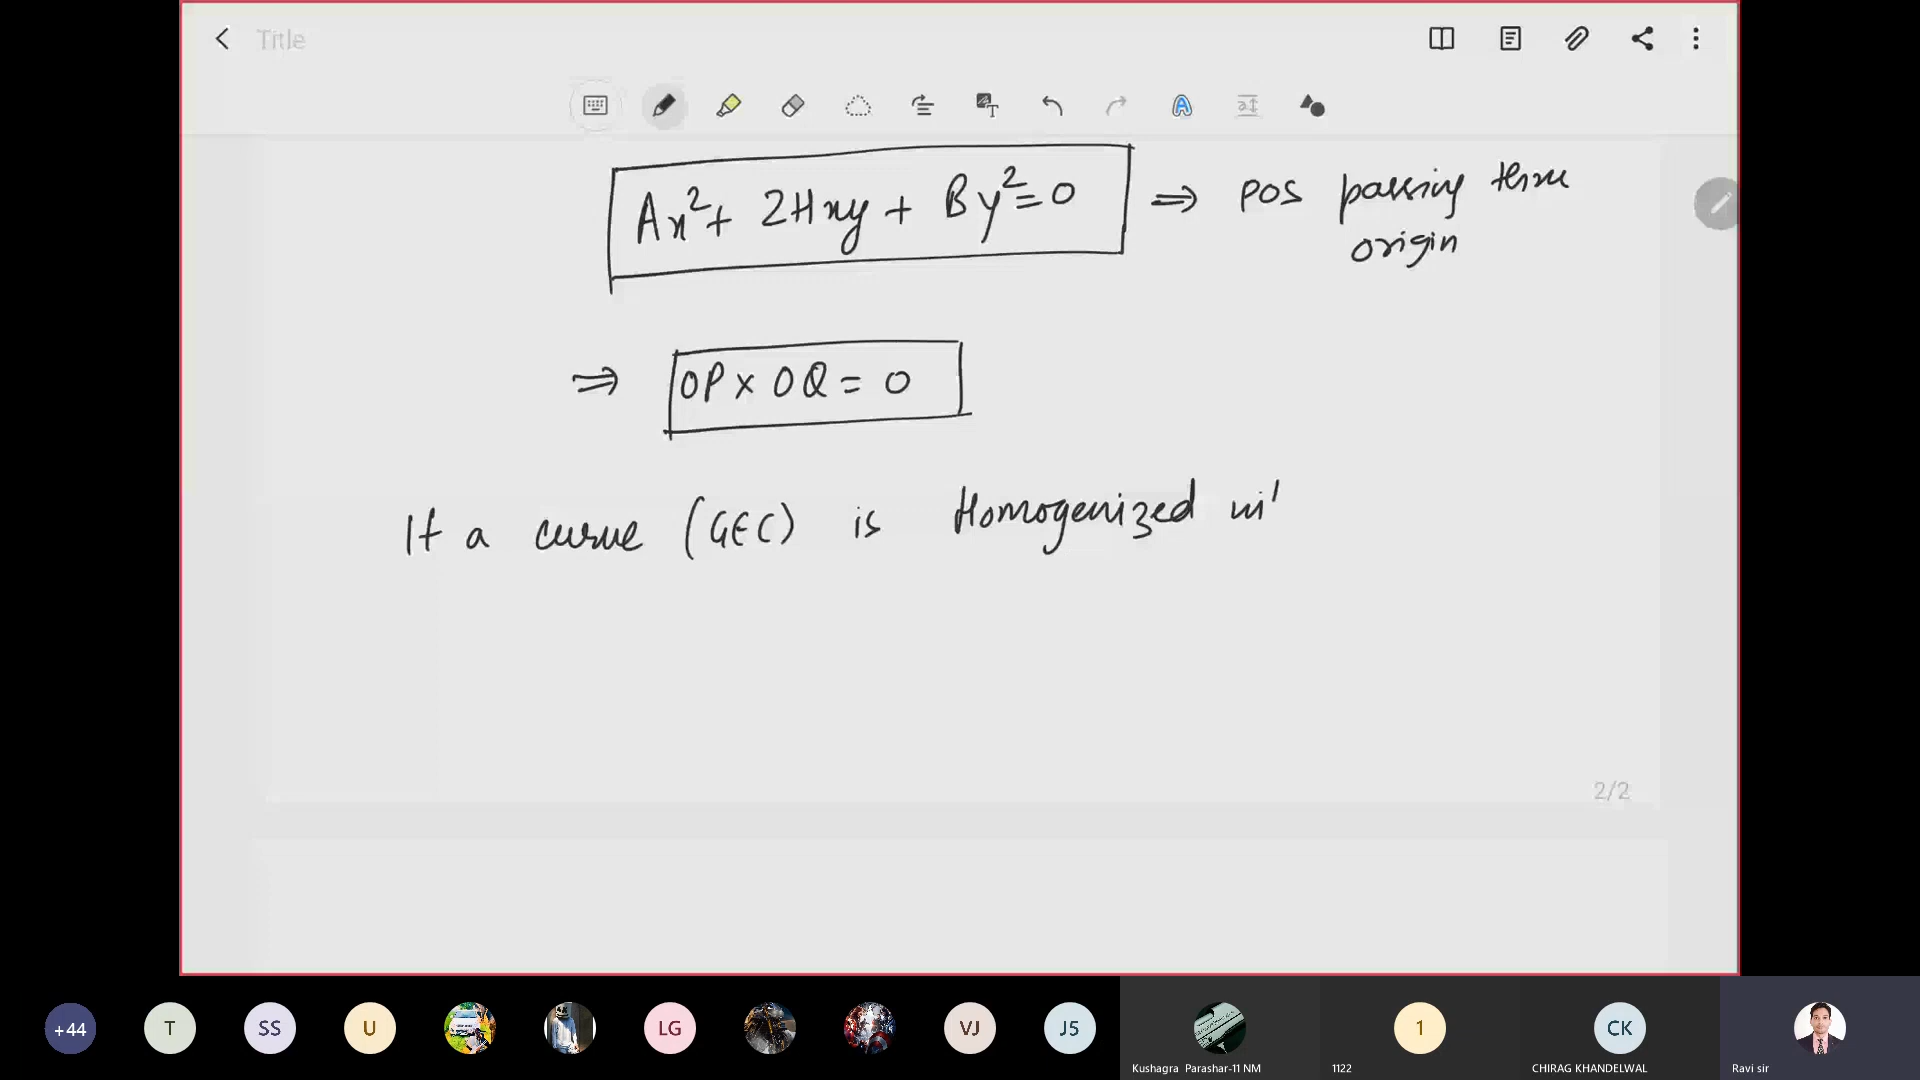 Title
Ax²+ 2Hxy + By²=0 ⇒ POS passing thru
origin
⇒ OP x OQ = 0
If a curve (GEC) is Homogenized wi
2/2
+44 T SS U LG VJ J5 1 CK
Kushagra Parashar-11 NM 1122 CHIRAG KHANDELWAL Ravi sir